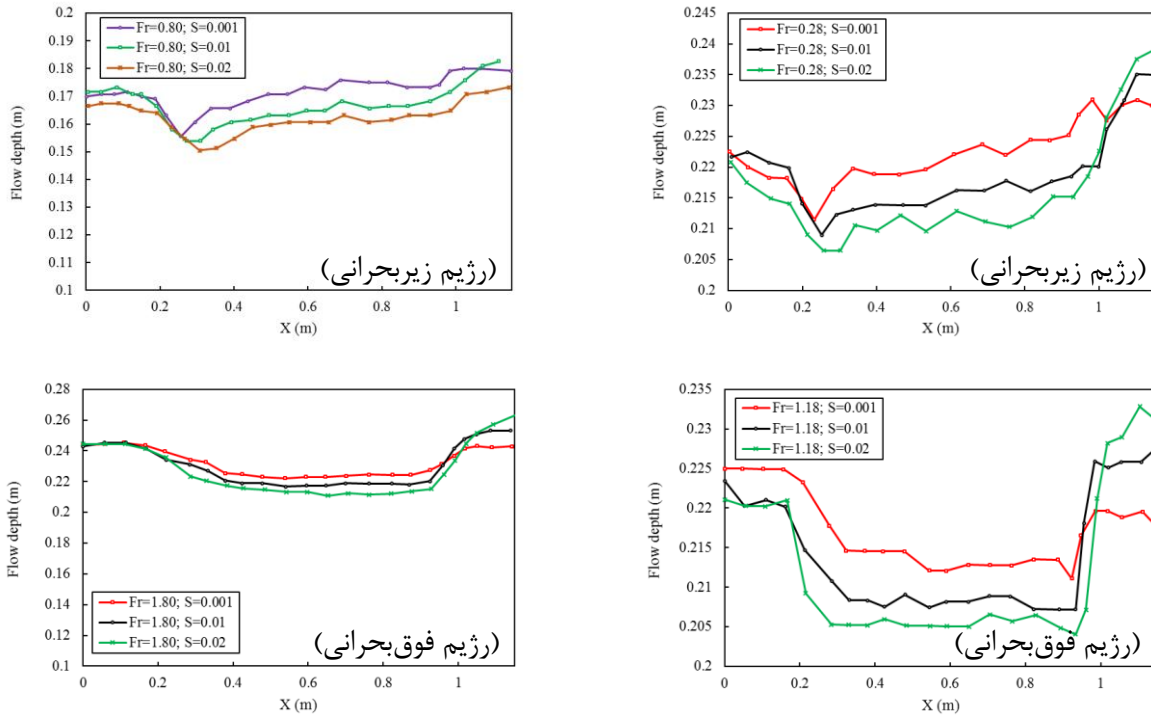 Fr=0.80; S=0.001
Fr=0.80; S=0.01
Fr=0.80; S=0.02
0.2
0.19
0.18
0.17
0.16
0.15
0.14
0.13
0.12
0.11
0.1
Flow depth (m)
(رژیم زیربحرانی)
0 0.2 0.4 0.6 0.8 1
X (m)
Fr=0.28; S=0.001
Fr=0.28; S=0.01
Fr=0.28; S=0.02
0.245
0.24
0.235
0.23
0.225
0.22
0.215
0.21
0.205
0.2
Flow depth (m)
(رژیم زیربحرانی)
0 0.2 0.4 0.6 0.8 1
X (m)
0.28
0.26
0.24
0.22
0.2
0.18
0.16
0.14
0.12
0.1
Flow depth (m)
Fr=1.80; S=0.001
Fr=1.80; S=0.01
Fr=1.80; S=0.02
(رژیم فوق‌بحرانی)
0 0.2 0.4 0.6 0.8 1
X (m)
Fr=1.18; S=0.001
Fr=1.18; S=0.01
Fr=1.18; S=0.02
0.235
0.23
0.225
0.22
0.215
0.21
0.205
0.2
Flow depth (m)
(رژیم فوق‌بحرانی)
0 0.2 0.4 0.6 0.8 1
X (m)